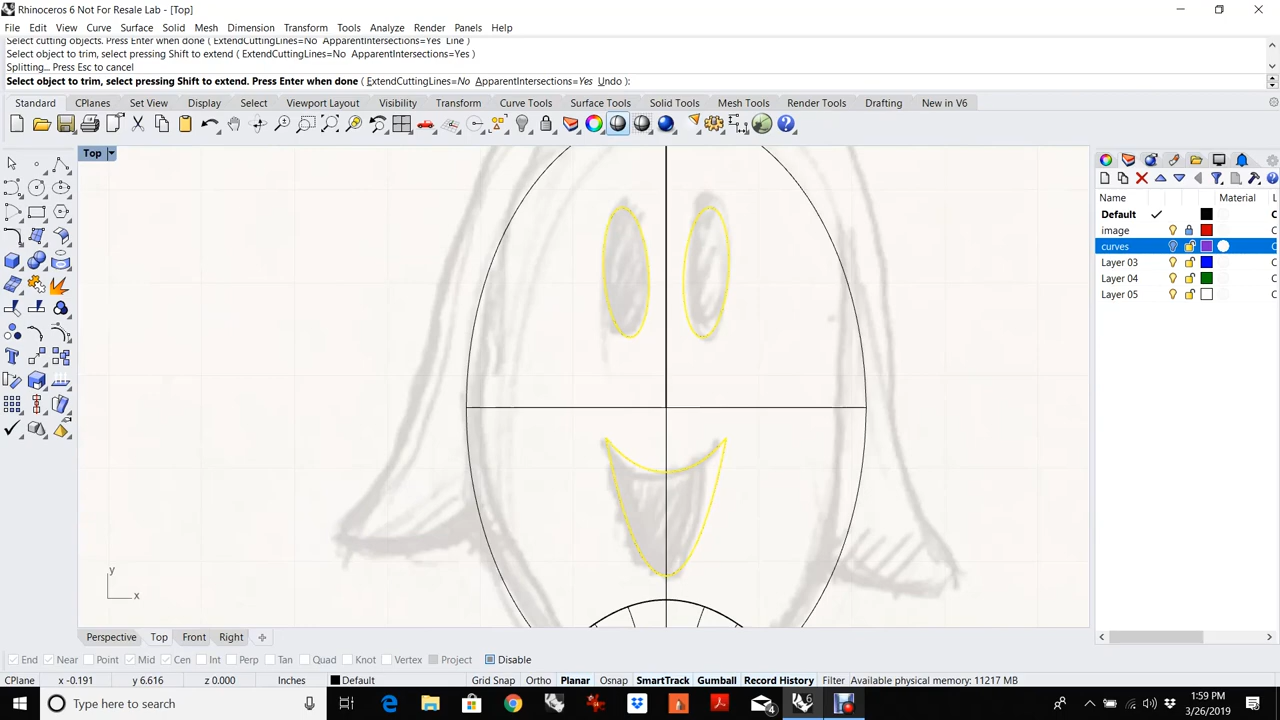 Rhinoceros 6 Not For Resale Lab - [Top]
File Edit View Curve Surface Solid Mesh Dimension Transform Tools Analyze Render Panels Help
Select cutting objects. Press Enter when done ( ExtendCuttingLines=No ApparentIntersections=Yes Line )
Select object to trim, select pressing Shift to extend ( ExtendCuttingLines=No ApparentIntersections=Yes )
Splitting... Press Esc to cancel
Select object to trim, select pressing Shift to extend. Press Enter when done ( ExtendCuttingLines=No ApparentIntersections=Yes Undo ):
Standard CPlanes Set View Display Select Viewport Layout Visibility Transform Curve Tools Surface Tools Solid Tools Mesh Tools Render Tools Drafting New in V6
Top
Name Material L
Default C
image C
curves C
Layer 03 C
Layer 04 C
Layer 05 C
y
x
Perspective Top Front Right
End Near Point Mid Cen Int Perp Tan Quad Knot Vertex Project Disable
CPlane x -0.191 y 6.616 z 0.000 Inches Default Grid Snap Ortho Planar Osnap SmartTrack Gumball Record History Filter Available physical memory: 11217 MB
Type here to search
4
6
1:59 PM
3/26/2019